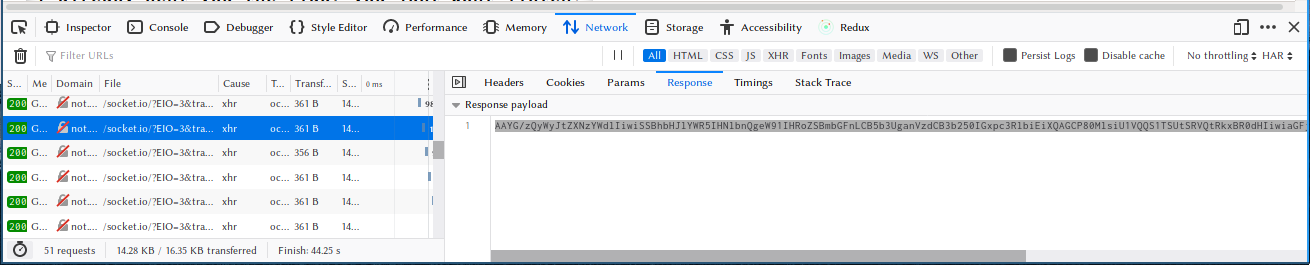 Inspector Console Debugger Style Editor Performance Memory Network Storage Accessibility Redux
Filter URLs All HTML CSS JS XHR Fonts Images Media WS Other Persist Logs Disable cache No throttling HAR
S... Me Domain File Cause T... Transf... S... 0 ms
200 G... not.... /socket.io/?EIO=3&tra... xhr oc... 361 B 14...
200 G... not.... /socket.io/?EIO=3&tra... xhr oc... 361 B 14...
200 G... not.... /socket.io/?EIO=3&tra... xhr oc... 356 B 14...
200 G... not.... /socket.io/?EIO=3&tra... xhr oc... 361 B 14...
200 G... not.... /socket.io/?EIO=3&tra... xhr oc... 361 B 14...
200 G... not.... /socket.io/?EIO=3&tra... xhr oc... 361 B 14...
51 requests 14.28 KB / 16.35 KB transferred Finish: 44.25 s
Headers Cookies Params Response Timings Stack Trace
Response payload
1 AAYG/zQyWyJtZXNzYWdlIiwiSSBhbHJlYWR5IHNlbnQgeW91IHRoZSBmbGFnLCB5b3UganVzdCB3b250IGxpc3RlbiEiXQAGCP80MlsiU1VQQS1TSUtSRVQtRkxBR0dHIiwiaGF